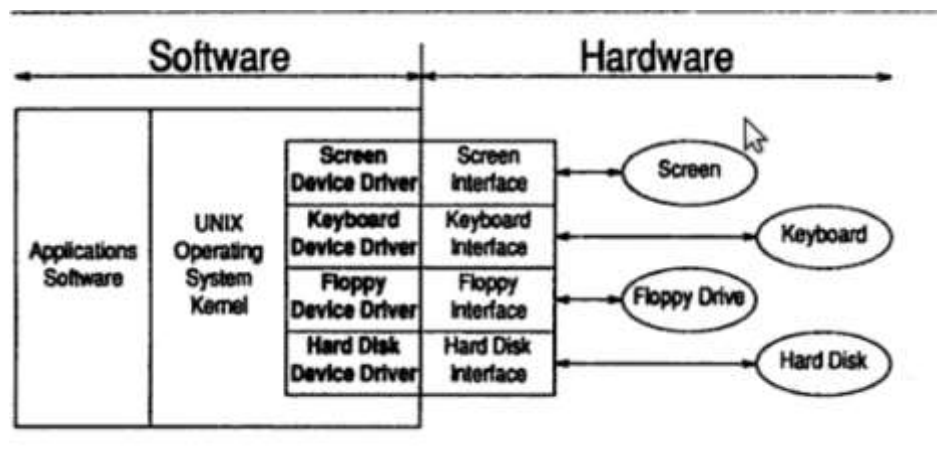 Software
Hardware
Applications
Software
UNIX
Operating
System
Kernel
Screen
Device Driver
Keyboard
Device Driver
Floppy
Device Driver
Hard Disk
Device Driver
Screen
Interface
Keyboard
Interface
Floppy
Interface
Hard Disk
Interface
Screen
Keyboard
Floppy Drive
Hard Disk